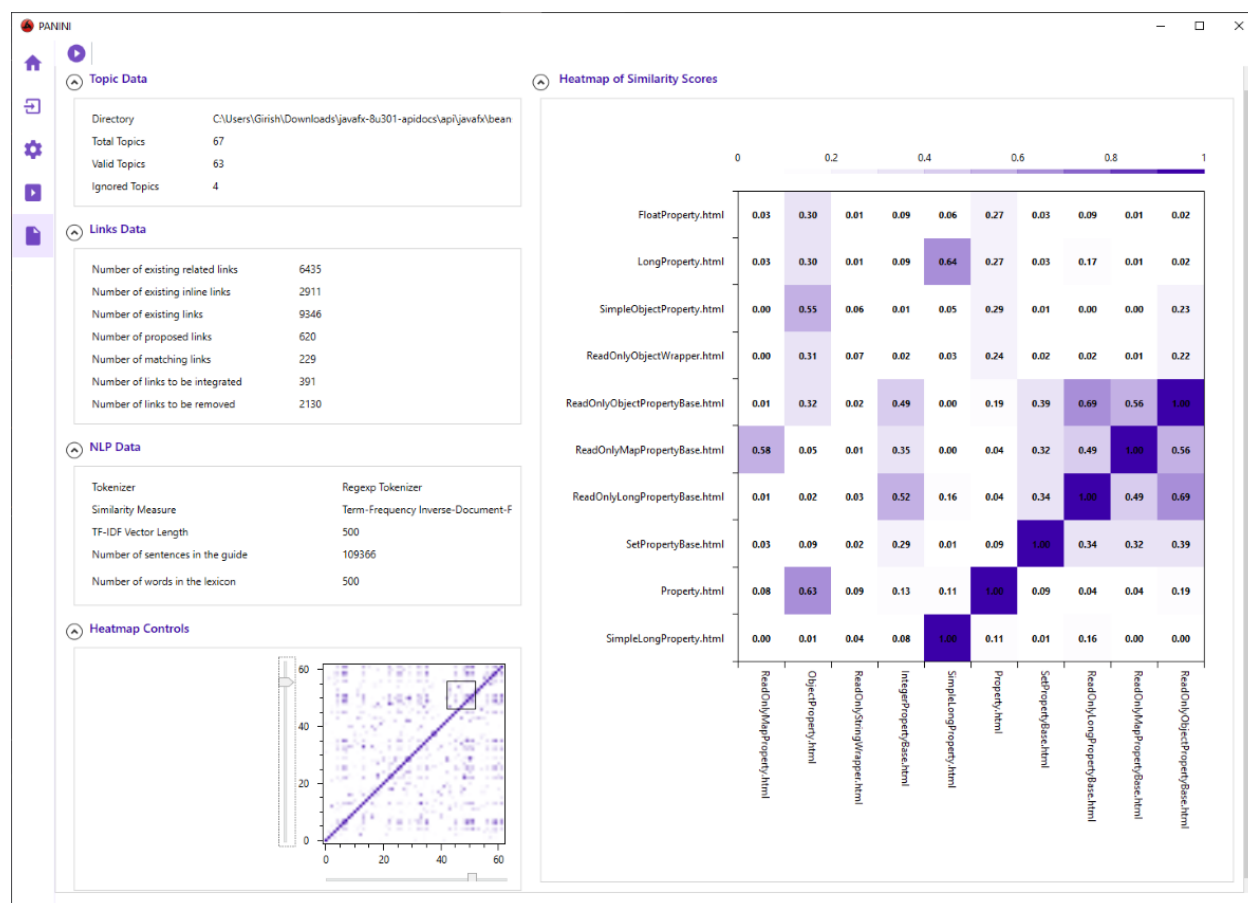 PANINI
Topic Data
Directory C:\Users\Girish\Downloads\javafx-8u301-apidocs\api\javafx\bean
Total Topics 67
Valid Topics 63
Ignored Topics 4
Links Data
Number of existing related links 6435
Number of existing inline links 2911
Number of existing links 9346
Number of proposed links 620
Number of matching links 229
Number of links to be integrated 391
Number of links to be removed 2130
NLP Data
Tokenizer Regexp Tokenizer
Similarity Measure Term-Frequency Inverse-Document-F
TF-IDF Vector Length 500
Number of sentences in the guide 109366
Number of words in the lexicon 500
Heatmap Controls
60
40
20
0
0 20 40 60
Heatmap of Similarity Scores
0 0.2 0.4 0.6 0.8 1
FloatProperty.html 0.03 0.30 0.01 0.09 0.06 0.27 0.03 0.09 0.01 0.02
LongProperty.html 0.03 0.30 0.01 0.09 0.64 0.27 0.03 0.17 0.01 0.02
SimpleObjectProperty.html 0.00 0.55 0.06 0.01 0.05 0.29 0.01 0.00 0.00 0.23
ReadOnlyObjectWrapper.html 0.00 0.31 0.07 0.02 0.03 0.24 0.02 0.02 0.01 0.22
ReadOnlyObjectPropertyBase.html 0.01 0.32 0.02 0.49 0.00 0.19 0.39 0.69 0.56 1.00
ReadOnlyMapPropertyBase.html 0.58 0.05 0.01 0.35 0.00 0.04 0.32 0.49 1.00 0.56
ReadOnlyLongPropertyBase.html 0.01 0.02 0.03 0.52 0.16 0.04 0.34 1.00 0.49 0.69
SetPropertyBase.html 0.03 0.09 0.02 0.29 0.01 0.09 1.00 0.34 0.32 0.39
Property.html 0.08 0.63 0.09 0.13 0.11 1.00 0.09 0.04 0.04 0.19
SimpleLongProperty.html 0.00 0.01 0.04 0.08 1.00 0.11 0.01 0.16 0.00 0.00
ReadOnlyMapProperty.html
ObjectProperty.html
ReadOnlyStringWrapper.html
IntegerPropertyBase.html
SimpleLongProperty.html
Property.html
SetPropertyBase.html
ReadOnlyLongPropertyBase.html
ReadOnlyMapPropertyBase.html
ReadOnlyObjectPropertyBase.html